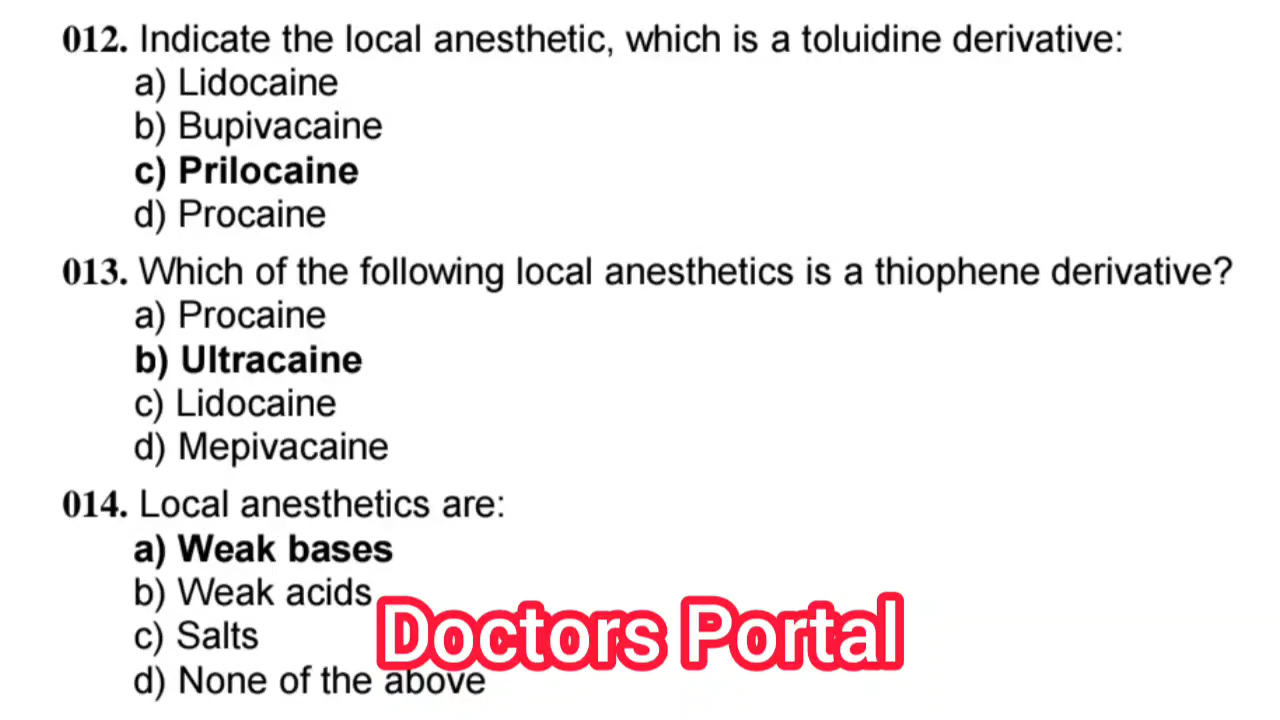 012. Indicate the local anesthetic, which is a toluidine derivative:
a) Lidocaine
b) Bupivacaine
c) Prilocaine
d) Procaine
013. Which of the following local anesthetics is a thiophene derivative?
a) Procaine
b) Ultracaine
c) Lidocaine
d) Mepivacaine
014. Local anesthetics are:
a) Weak bases
b) Weak acids
c) Salts
Doctors Portal
d) None of the above